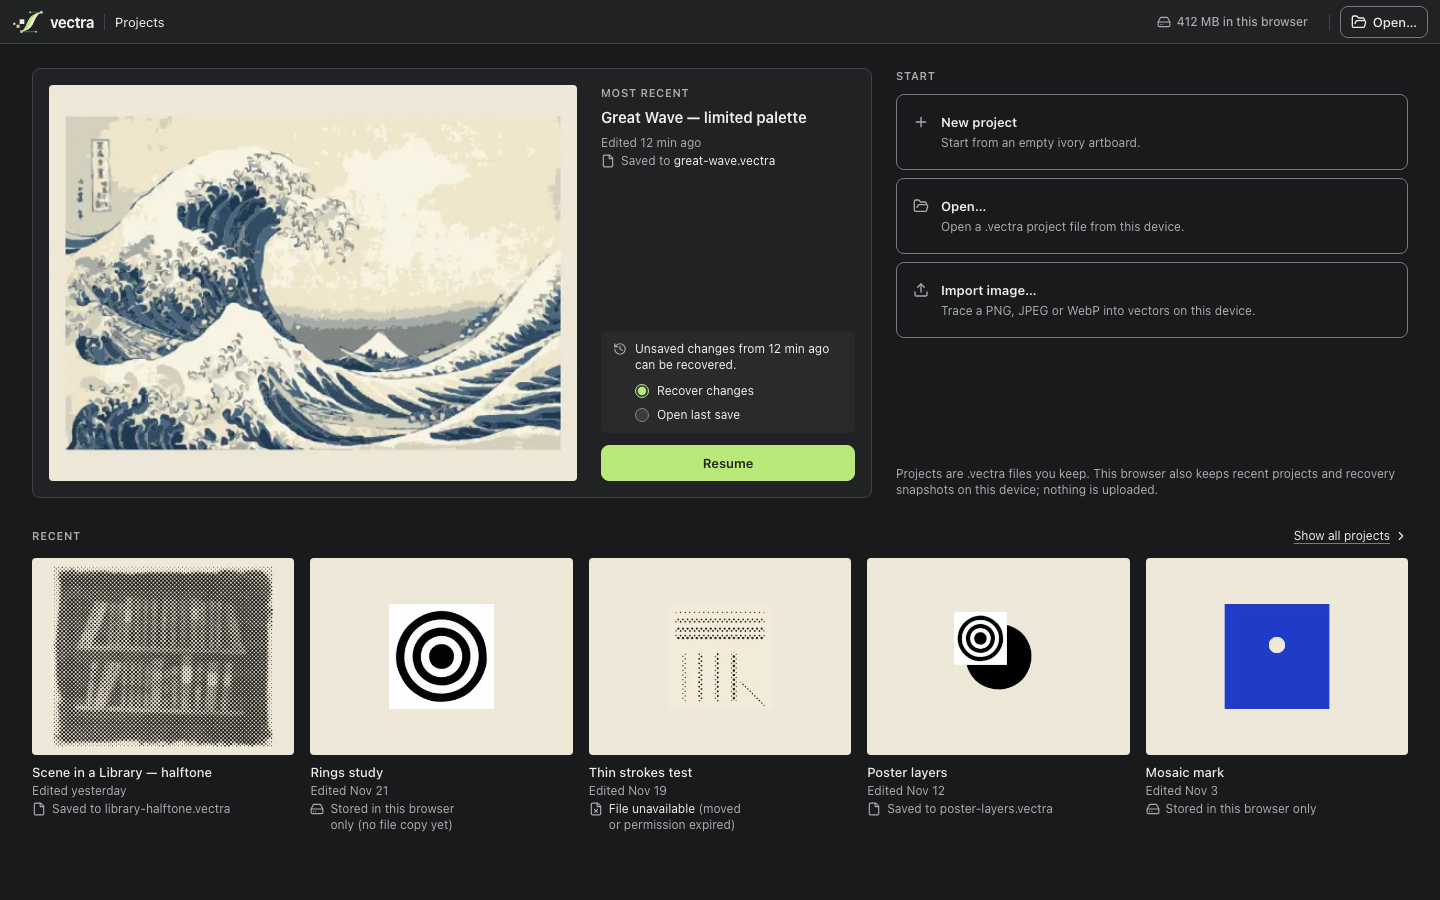 vectra
Projects
412 MB in this browser
Open...
MOST RECENT
Great Wave — limited palette
Edited 12 min ago
Saved to great-wave.vectra
Unsaved changes from 12 min ago
can be recovered.
Recover changes
Open last save
Resume
START
New project
Start from an empty ivory artboard.
Open...
Open a .vectra project file from this device.
Import image...
Trace a PNG, JPEG or WebP into vectors on this device.
Projects are .vectra files you keep. This browser also keeps recent projects and recovery
snapshots on this device; nothing is uploaded.
RECENT
Show all projects
Scene in a Library — halftone
Edited yesterday
Saved to library-halftone.vectra
Rings study
Edited Nov 21
Stored in this browser
only (no file copy yet)
Thin strokes test
Edited Nov 19
File unavailable (moved
or permission expired)
Poster layers
Edited Nov 12
Saved to poster-layers.vectra
Mosaic mark
Edited Nov 3
Stored in this browser only